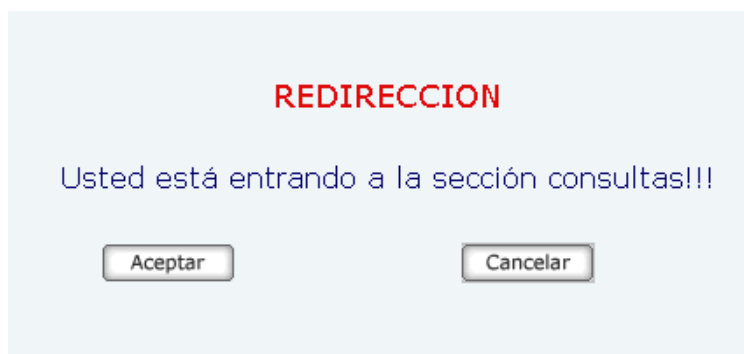 REDIRECCION
Usted está entrando a la sección consultas!!!
Aceptar Cancelar